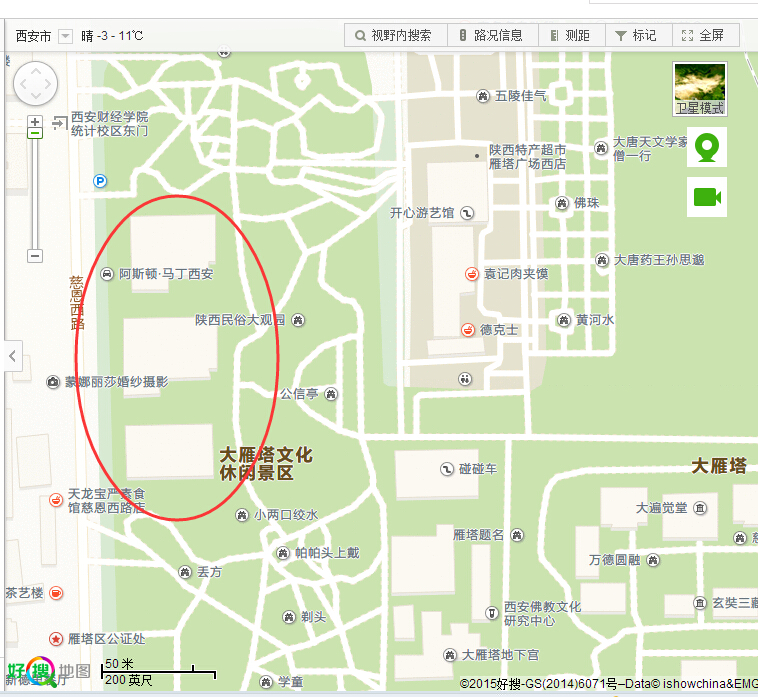 西安市 晴 -3 - 11℃ 视野内搜索 路况信息 测距 标记 全屏
卫星模式
五陵佳气
西安财经学院
统计校区东门
P
陕西特产超市
雁塔广场西店
大唐天文学家
僧一行
开心游艺馆
佛珠
阿斯顿·马丁西安
袁记肉夹馍
大唐药王孙思邈
慈恩西路
陕西民俗大观园
德克士
黄河水
蒙娜丽莎婚纱摄影
公信亭
大雁塔文化
休闲景区
碰碰车
大雁塔
天龙宝严素食
馆慈恩西路店
小两口绞水
大遍觉堂
雁塔题名
帕帕头上戴
万德圆融
丢方
茶艺楼
西安佛教文化
研究中心
玄奘三藏
剃头
雁塔区公证处
大雁塔地下宫
好搜地图
50 米
200 英尺
学童
©2015好搜-GS(2014)6071号--Data© ishowchina&EMG